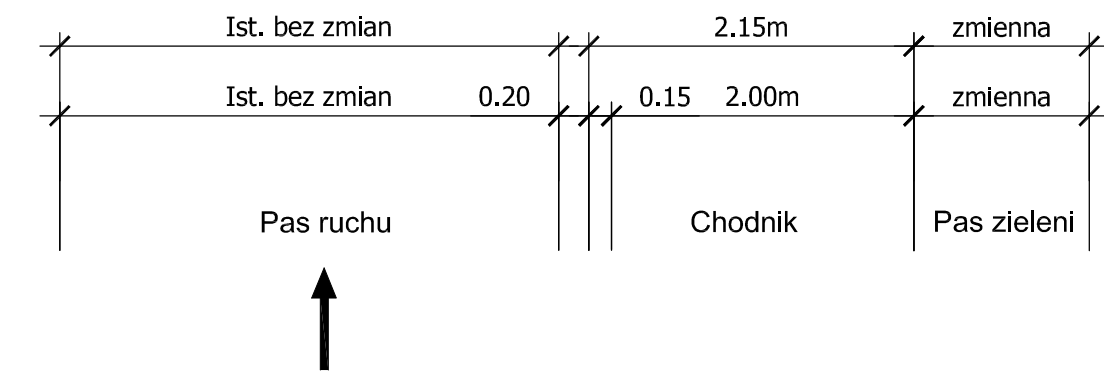 Ist. bez zmian 2.15m zmienna
Ist. bez zmian 0.20 0.15 2.00m zmienna
Pas ruchu Chodnik Pas zieleni